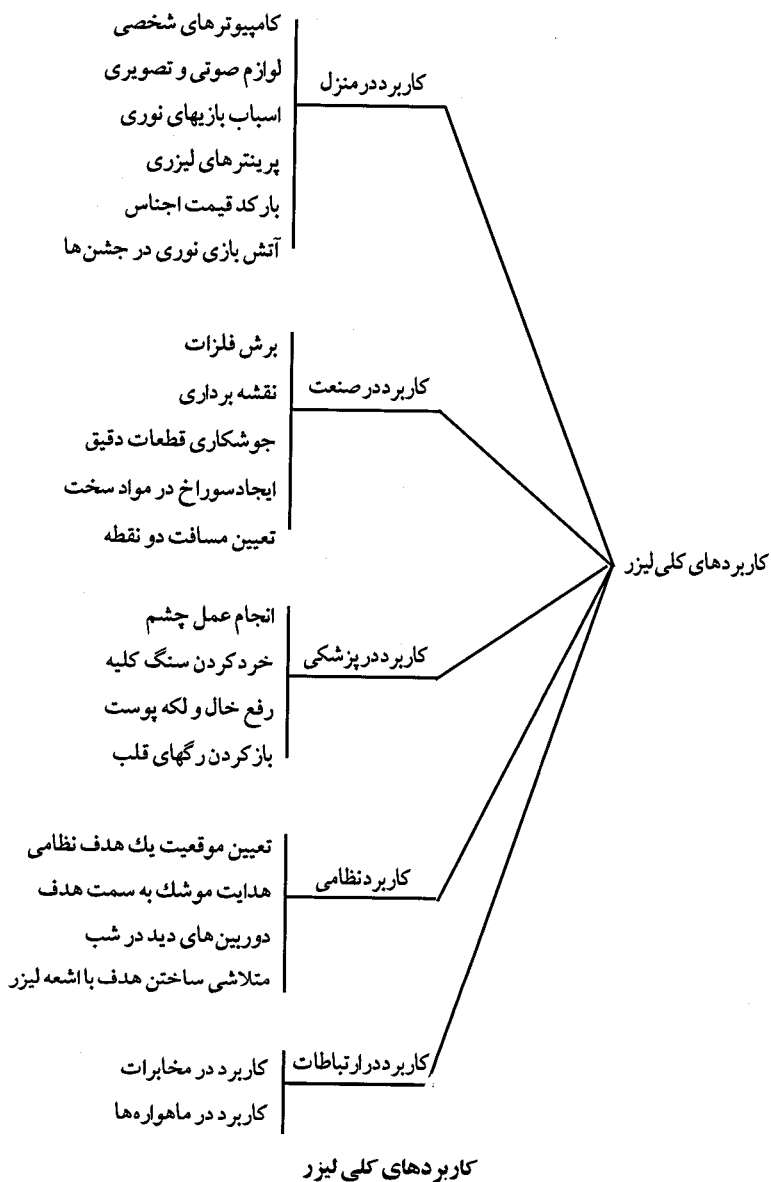 کاربردهای کلی لیزر
کاربرد در منزل
کامپیوترهای شخصی
لوازم صوتی و تصویری
اسباب بازیهای نوری
پرینترهای لیزری
بارکد قیمت اجناس
آتش بازی نوری در جشن‌ها
کاربرد در صنعت
برش فلزات
نقشه برداری
جوشکاری قطعات دقیق
ایجاد سوراخ در مواد سخت
تعیین مسافت دو نقطه
کاربرد در پزشکی
انجام عمل چشم
خرد کردن سنگ کلیه
رفع خال و لکه پوست
باز کردن رگهای قلب
کاربرد نظامی
تعیین موقعیت یك هدف نظامی
هدایت موشك به سمت هدف
دوربین‌های دید در شب
متلاشی ساختن هدف با اشعه لیزر
کاربرد در ارتباطات
کاربرد در مخابرات
کاربرد در ماهواره‌ها
کاربردهای کلی لیزر